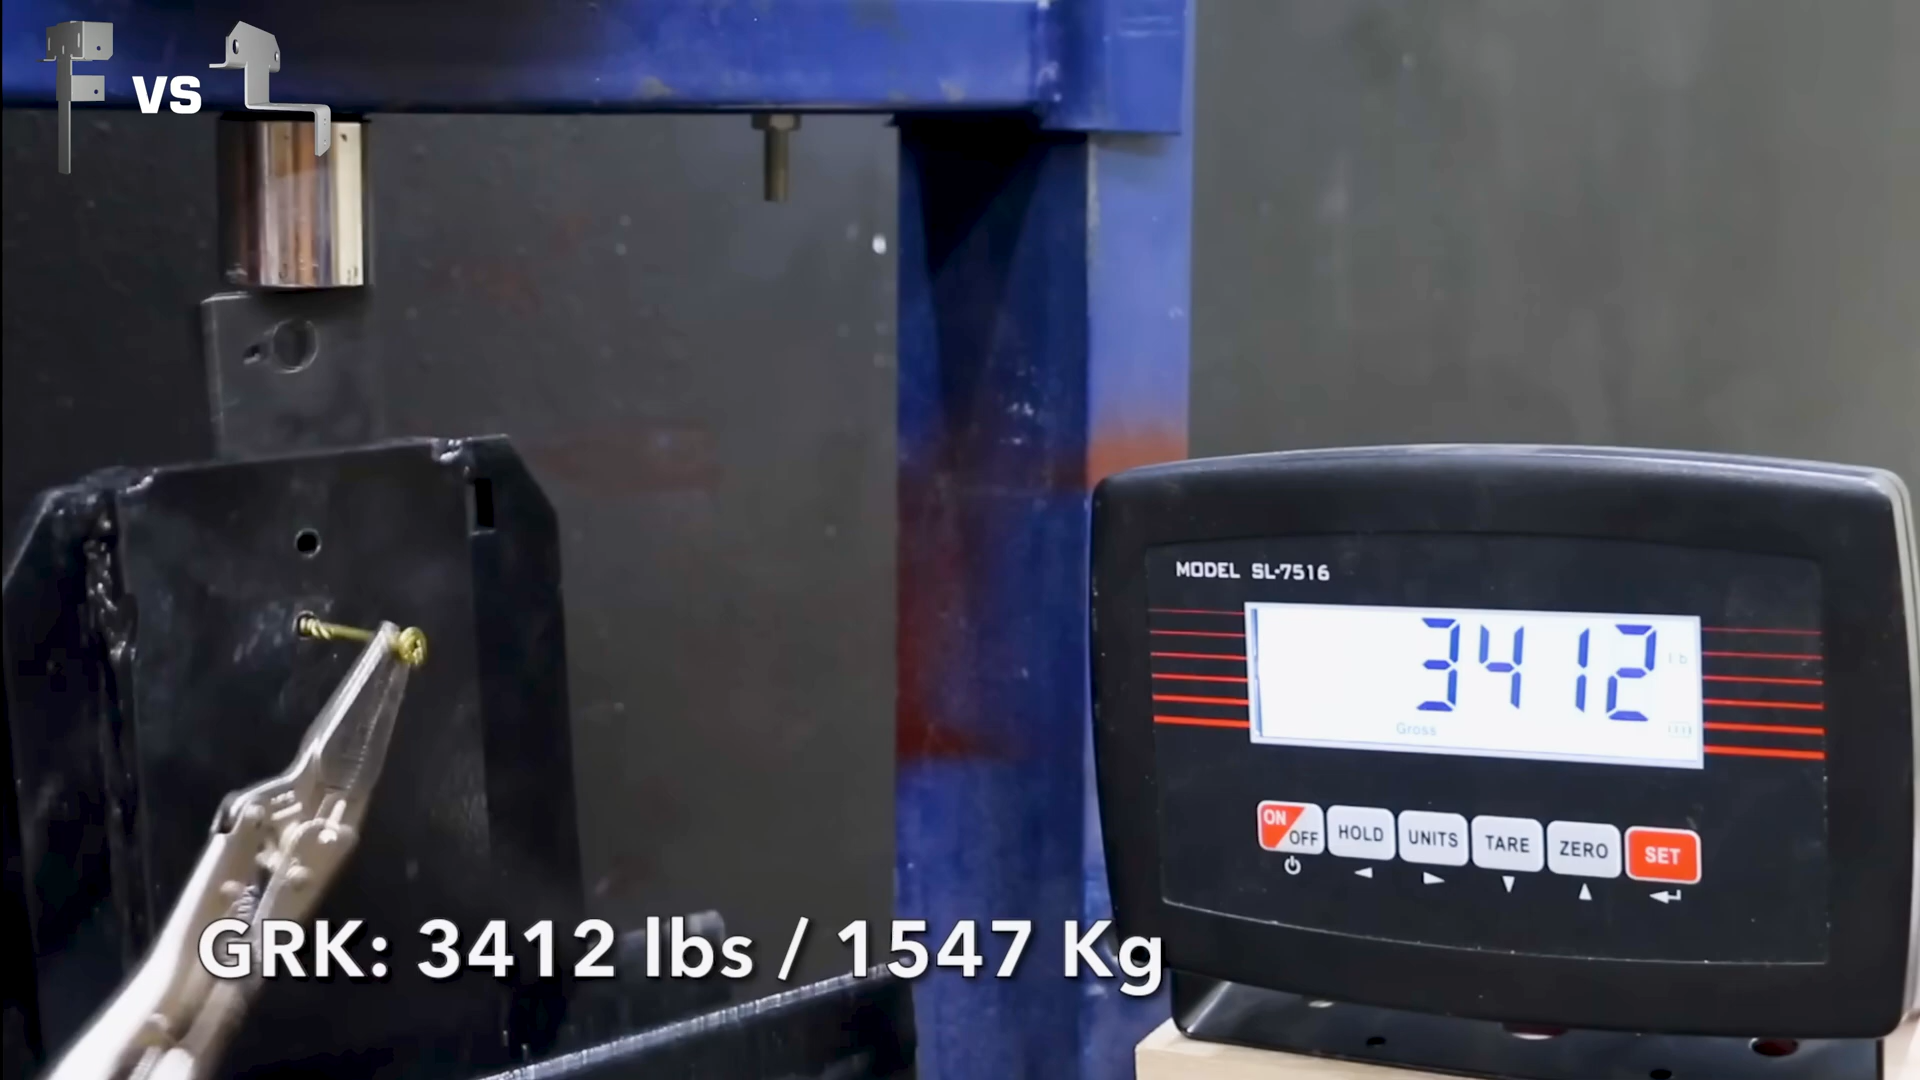 VS
MODEL SL-7516
3412
lb
Gross
ON
OFF
HOLD
UNITS
TARE
ZERO
SET
GRK: 3412 lbs / 1547 Kg